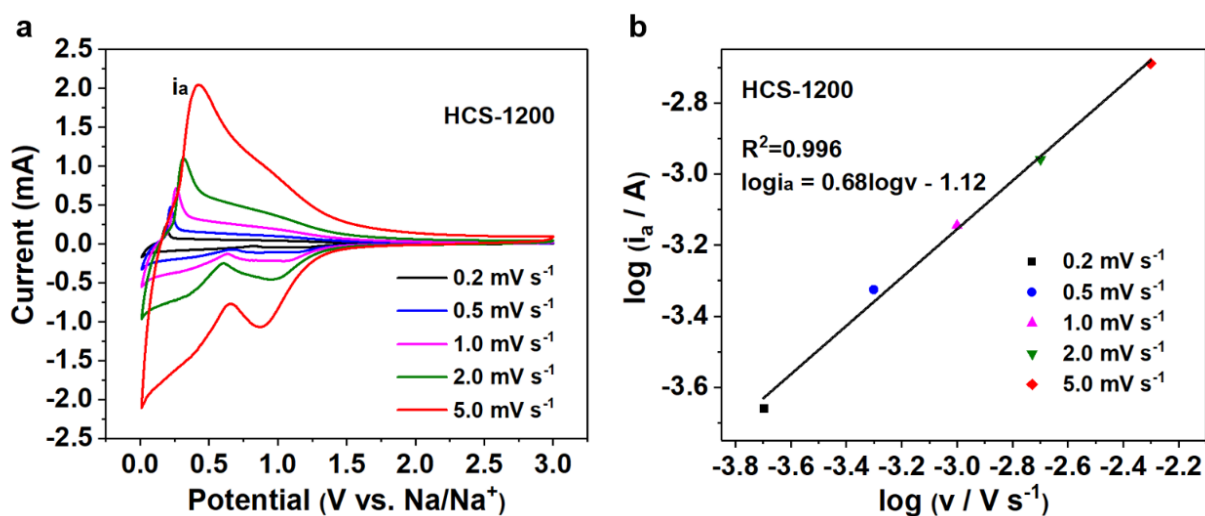 a
2.5
2.0
1.5
1.0
0.5
0.0
-0.5
-1.0
-1.5
-2.0
-2.5
Current (mA)
iₐ
HCS-1200
0.2 mV s⁻¹
0.5 mV s⁻¹
1.0 mV s⁻¹
2.0 mV s⁻¹
5.0 mV s⁻¹
0.0 0.5 1.0 1.5 2.0 2.5 3.0
Potential (V vs. Na/Na⁺)
b
-2.8
-3.0
-3.2
-3.4
-3.6
log (iₐ / A)
HCS-1200
R²=0.996
logiₐ = 0.68logv - 1.12
0.2 mV s⁻¹
0.5 mV s⁻¹
1.0 mV s⁻¹
2.0 mV s⁻¹
5.0 mV s⁻¹
-3.8 -3.6 -3.4 -3.2 -3.0 -2.8 -2.6 -2.4 -2.2
log (v / V s⁻¹)